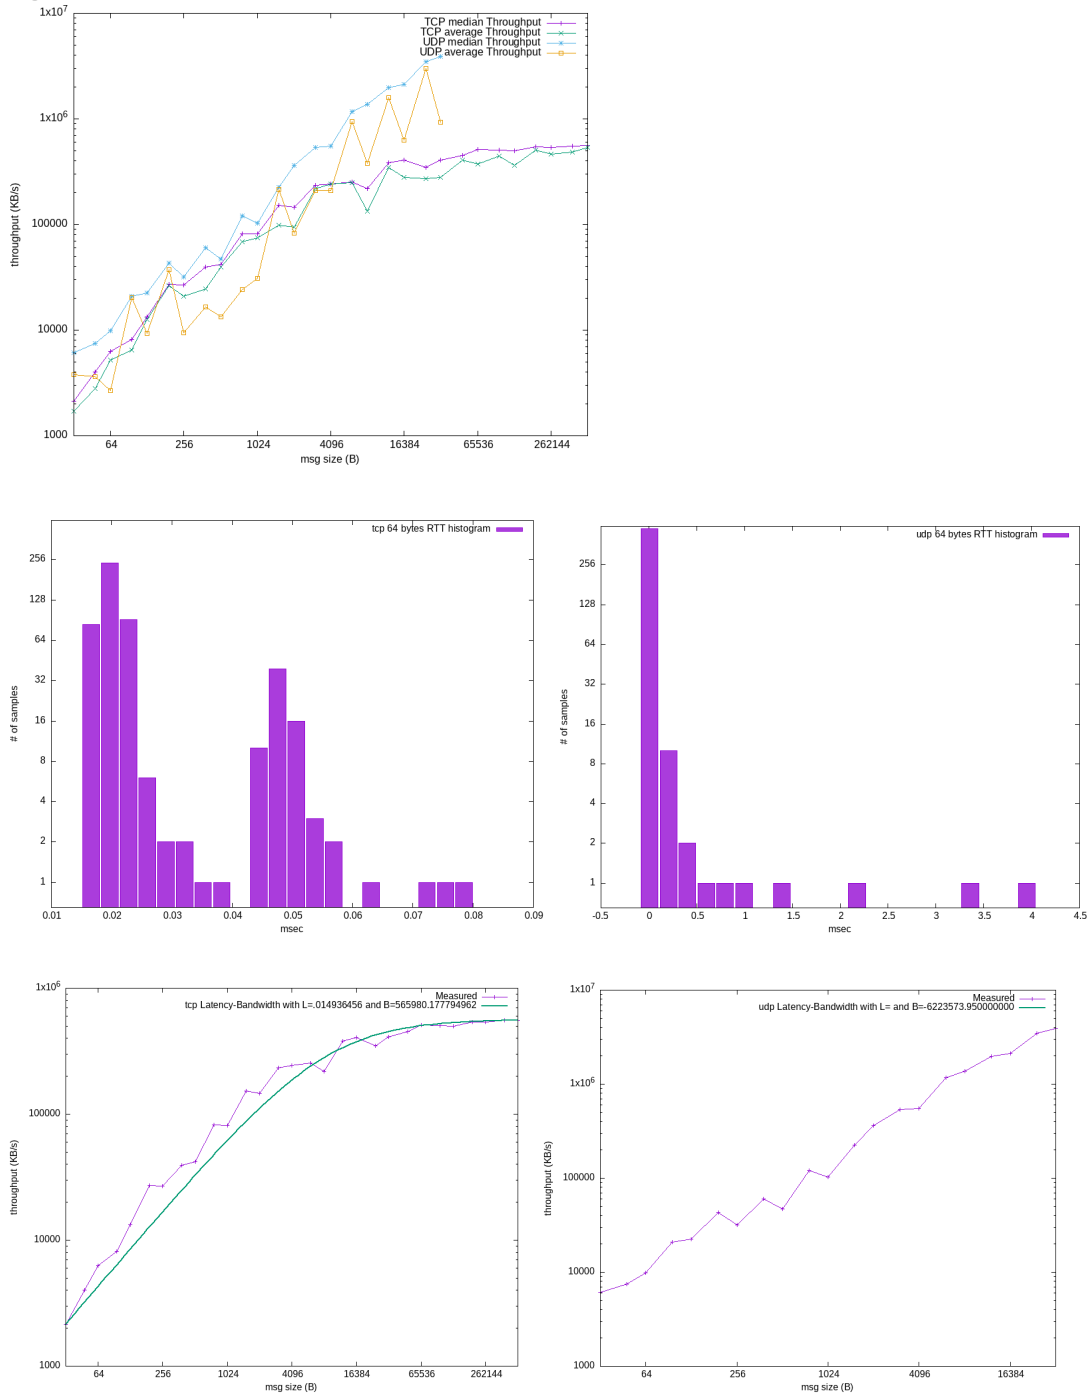 1x10^7
TCP median Throughput
TCP average Throughput
UDP median Throughput
UDP average Throughput
1x10^6
100000
10000
1000
throughput (KB/s)
64 256 1024 4096 16384 65536 262144
msg size (B)
tcp 64 bytes RTT histogram
256
128
64
32
16
8
4
2
1
# of samples
0.01 0.02 0.03 0.04 0.05 0.06 0.07 0.08 0.09
msec
udp 64 bytes RTT histogram
256
128
64
32
16
8
4
2
1
# of samples
-0.5 0 0.5 1 1.5 2 2.5 3 3.5 4 4.5
msec
1x10^6
Measured
tcp Latency-Bandwidth with L=.014936456 and B=565980.177794962
100000
10000
1000
throughput (KB/s)
64 256 1024 4096 16384 65536 262144
msg size (B)
1x10^7
Measured
udp Latency-Bandwidth with L= and B=-6223573.950000000
1x10^6
100000
10000
1000
throughput (KB/s)
64 256 1024 4096 16384
msg size (B)